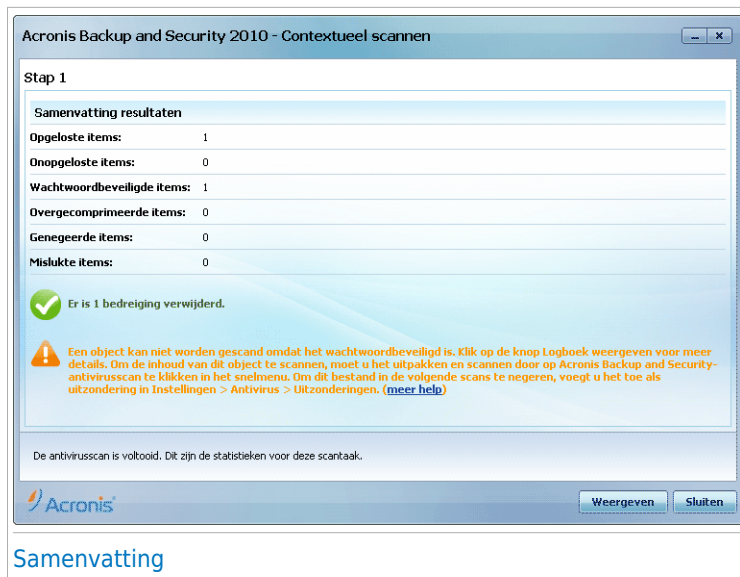 Acronis Backup and Security 2010 - Contextueel scannen
Stap 1
Samenvatting resultaten
Opgeloste items: 1
Onopgeloste items: 0
Wachtwoordbeveiligde items: 1
Overgecomprimeerde items: 0
Genegeerde items: 0
Mislukte items: 0
Er is 1 bedreiging verwijderd.
Een object kan niet worden gescand omdat het wachtwoordbeveiligd is. Klik op de knop Logboek weergeven voor meer
details. Om de inhoud van dit object te scannen, moet u het uitpakken en scannen door op Acronis Backup and Security-
antivirusscan te klikken in het snelmenu. Om dit bestand in de volgende scans te negeren, voegt u het toe als
uitzondering in Instellingen > Antivirus > Uitzonderingen. (meer help)
De antivirusscan is voltooid. Dit zijn de statistieken voor deze scantaak.
Acronis
Weergeven
Sluiten
Samenvatting